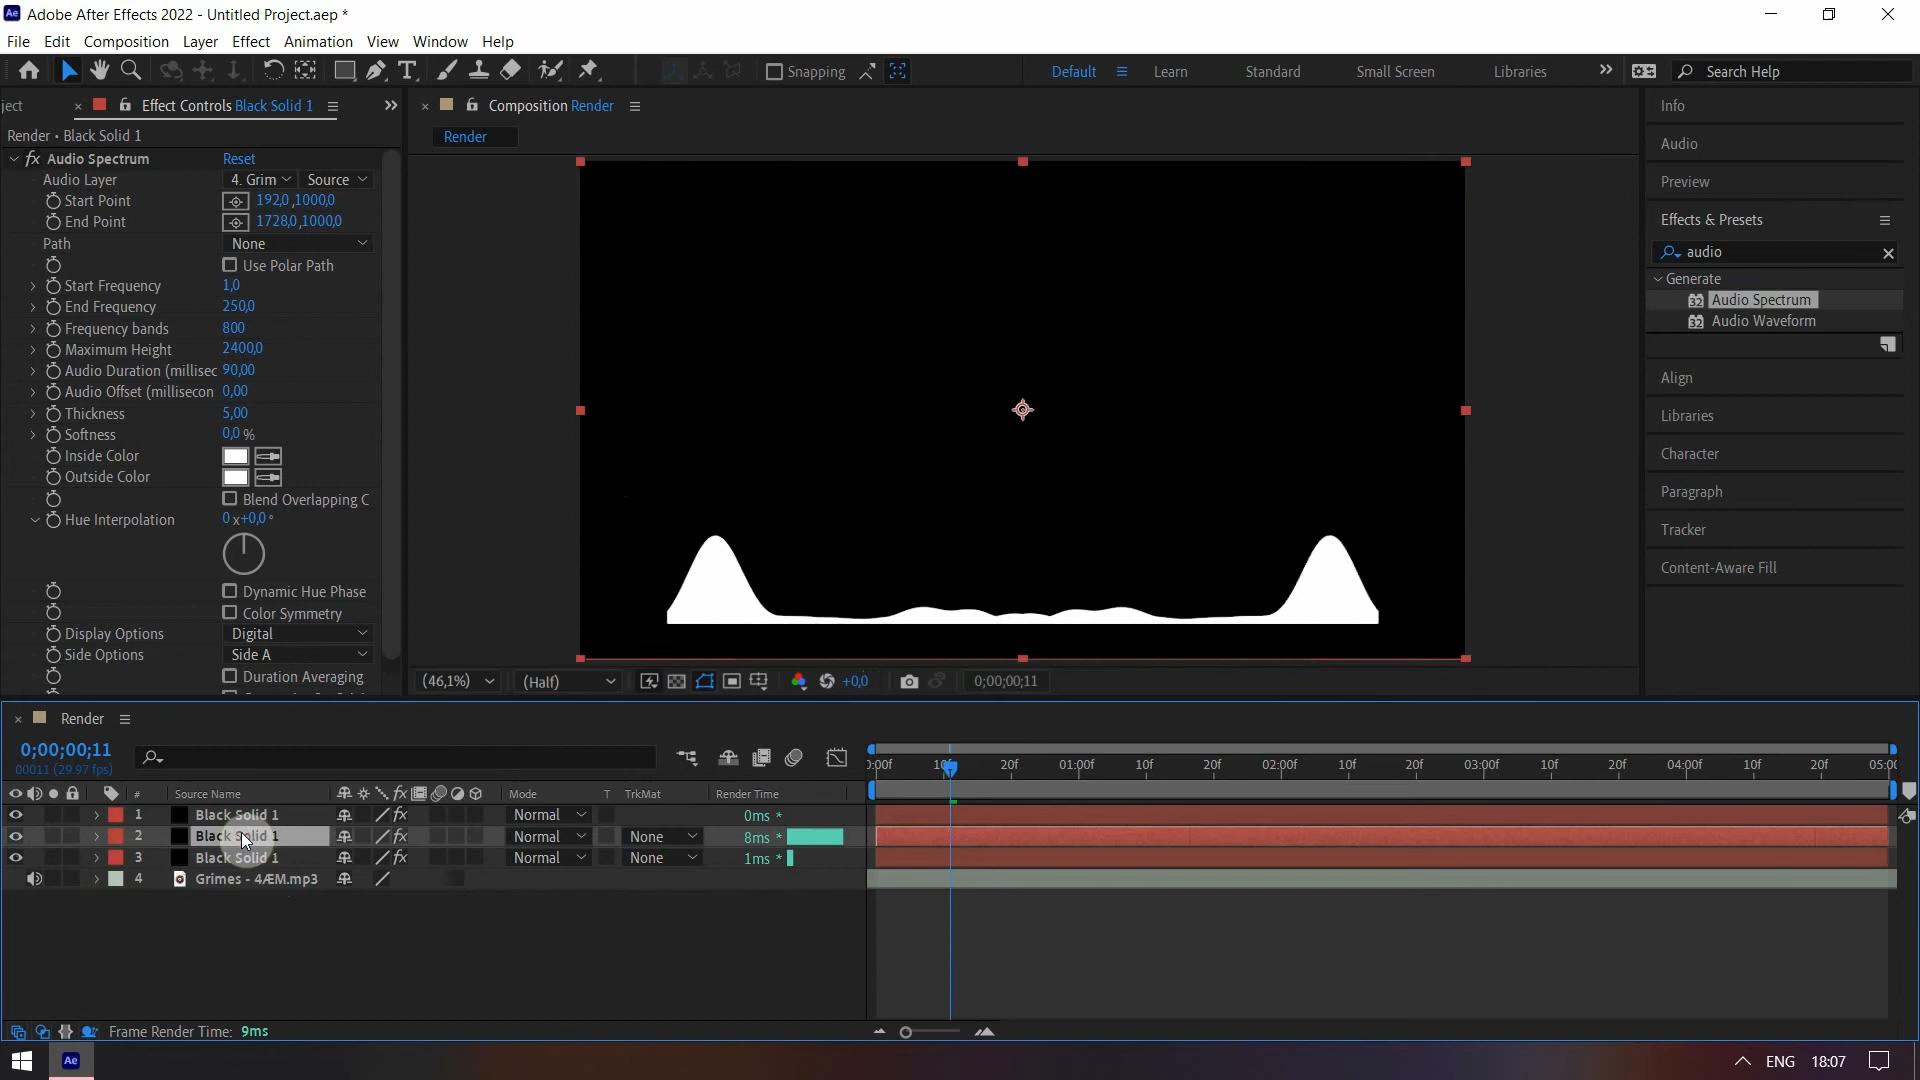 Adobe After Effects 2022 - Untitled Project.aep *
File Edit Composition Layer Effect Animation View Window Help
Snapping
Default Learn Standard Small Screen Libraries
Search Help
ject
Effect Controls Black Solid 1
Composition Render
Info
Render • Black Solid 1
Render
Audio Spectrum Reset
Audio
Audio Layer 4. Grim Source
Preview
Start Point 192,0 ,1000,0
End Point 1728,0 ,1000,0
Effects & Presets
Path None
audio
Use Polar Path
Generate
Start Frequency 1,0
Audio Spectrum
End Frequency 250,0
Audio Waveform
Frequency bands 800
Maximum Height 2400,0
Audio Duration (millisec 90,00
Align
Audio Offset (millisecon 0,00
Thickness 5,00
Libraries
Softness 0,0 %
Inside Color
Character
Outside Color
Blend Overlapping C
Paragraph
Hue Interpolation 0 x+0,0 °
Tracker
Content-Aware Fill
Dynamic Hue Phase
Color Symmetry
Display Options Digital
Side Options Side A
Duration Averaging
(46,1%) (Half) +0,0 0;00;00;11
Render
0;00;00;11
00011 (29.97 fps)
0:00f 10f 20f 01:00f 10f 20f 02:00f 10f 20f 03:00f 10f 20f 04:00f 10f 20f 05:00
# Source Name Mode T TrkMat Render Time
1 Black Solid 1 Normal 0ms *
2 Black Solid 1 Normal None 8ms *
3 Black Solid 1 Normal None 1ms *
4 Grimes - 4ÆM.mp3
Frame Render Time: 9ms
Ae ENG 18:07